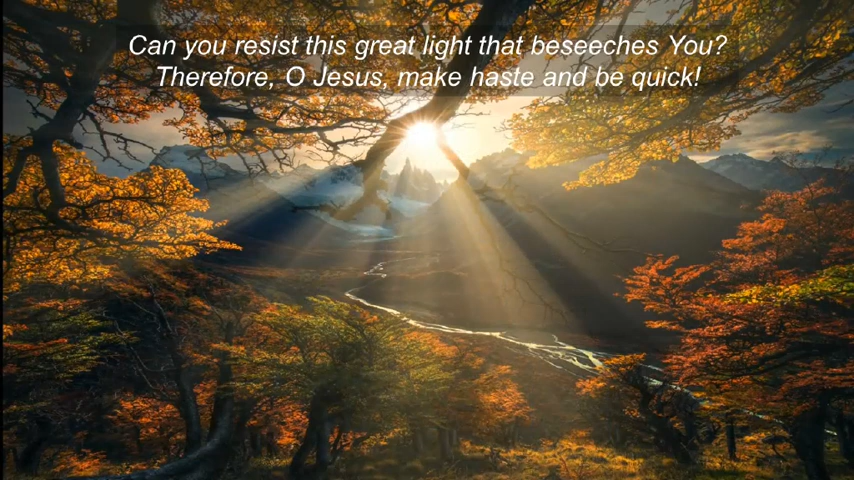 Can you resist this great light that beseeches You?
Therefore, O Jesus, make haste and be quick!